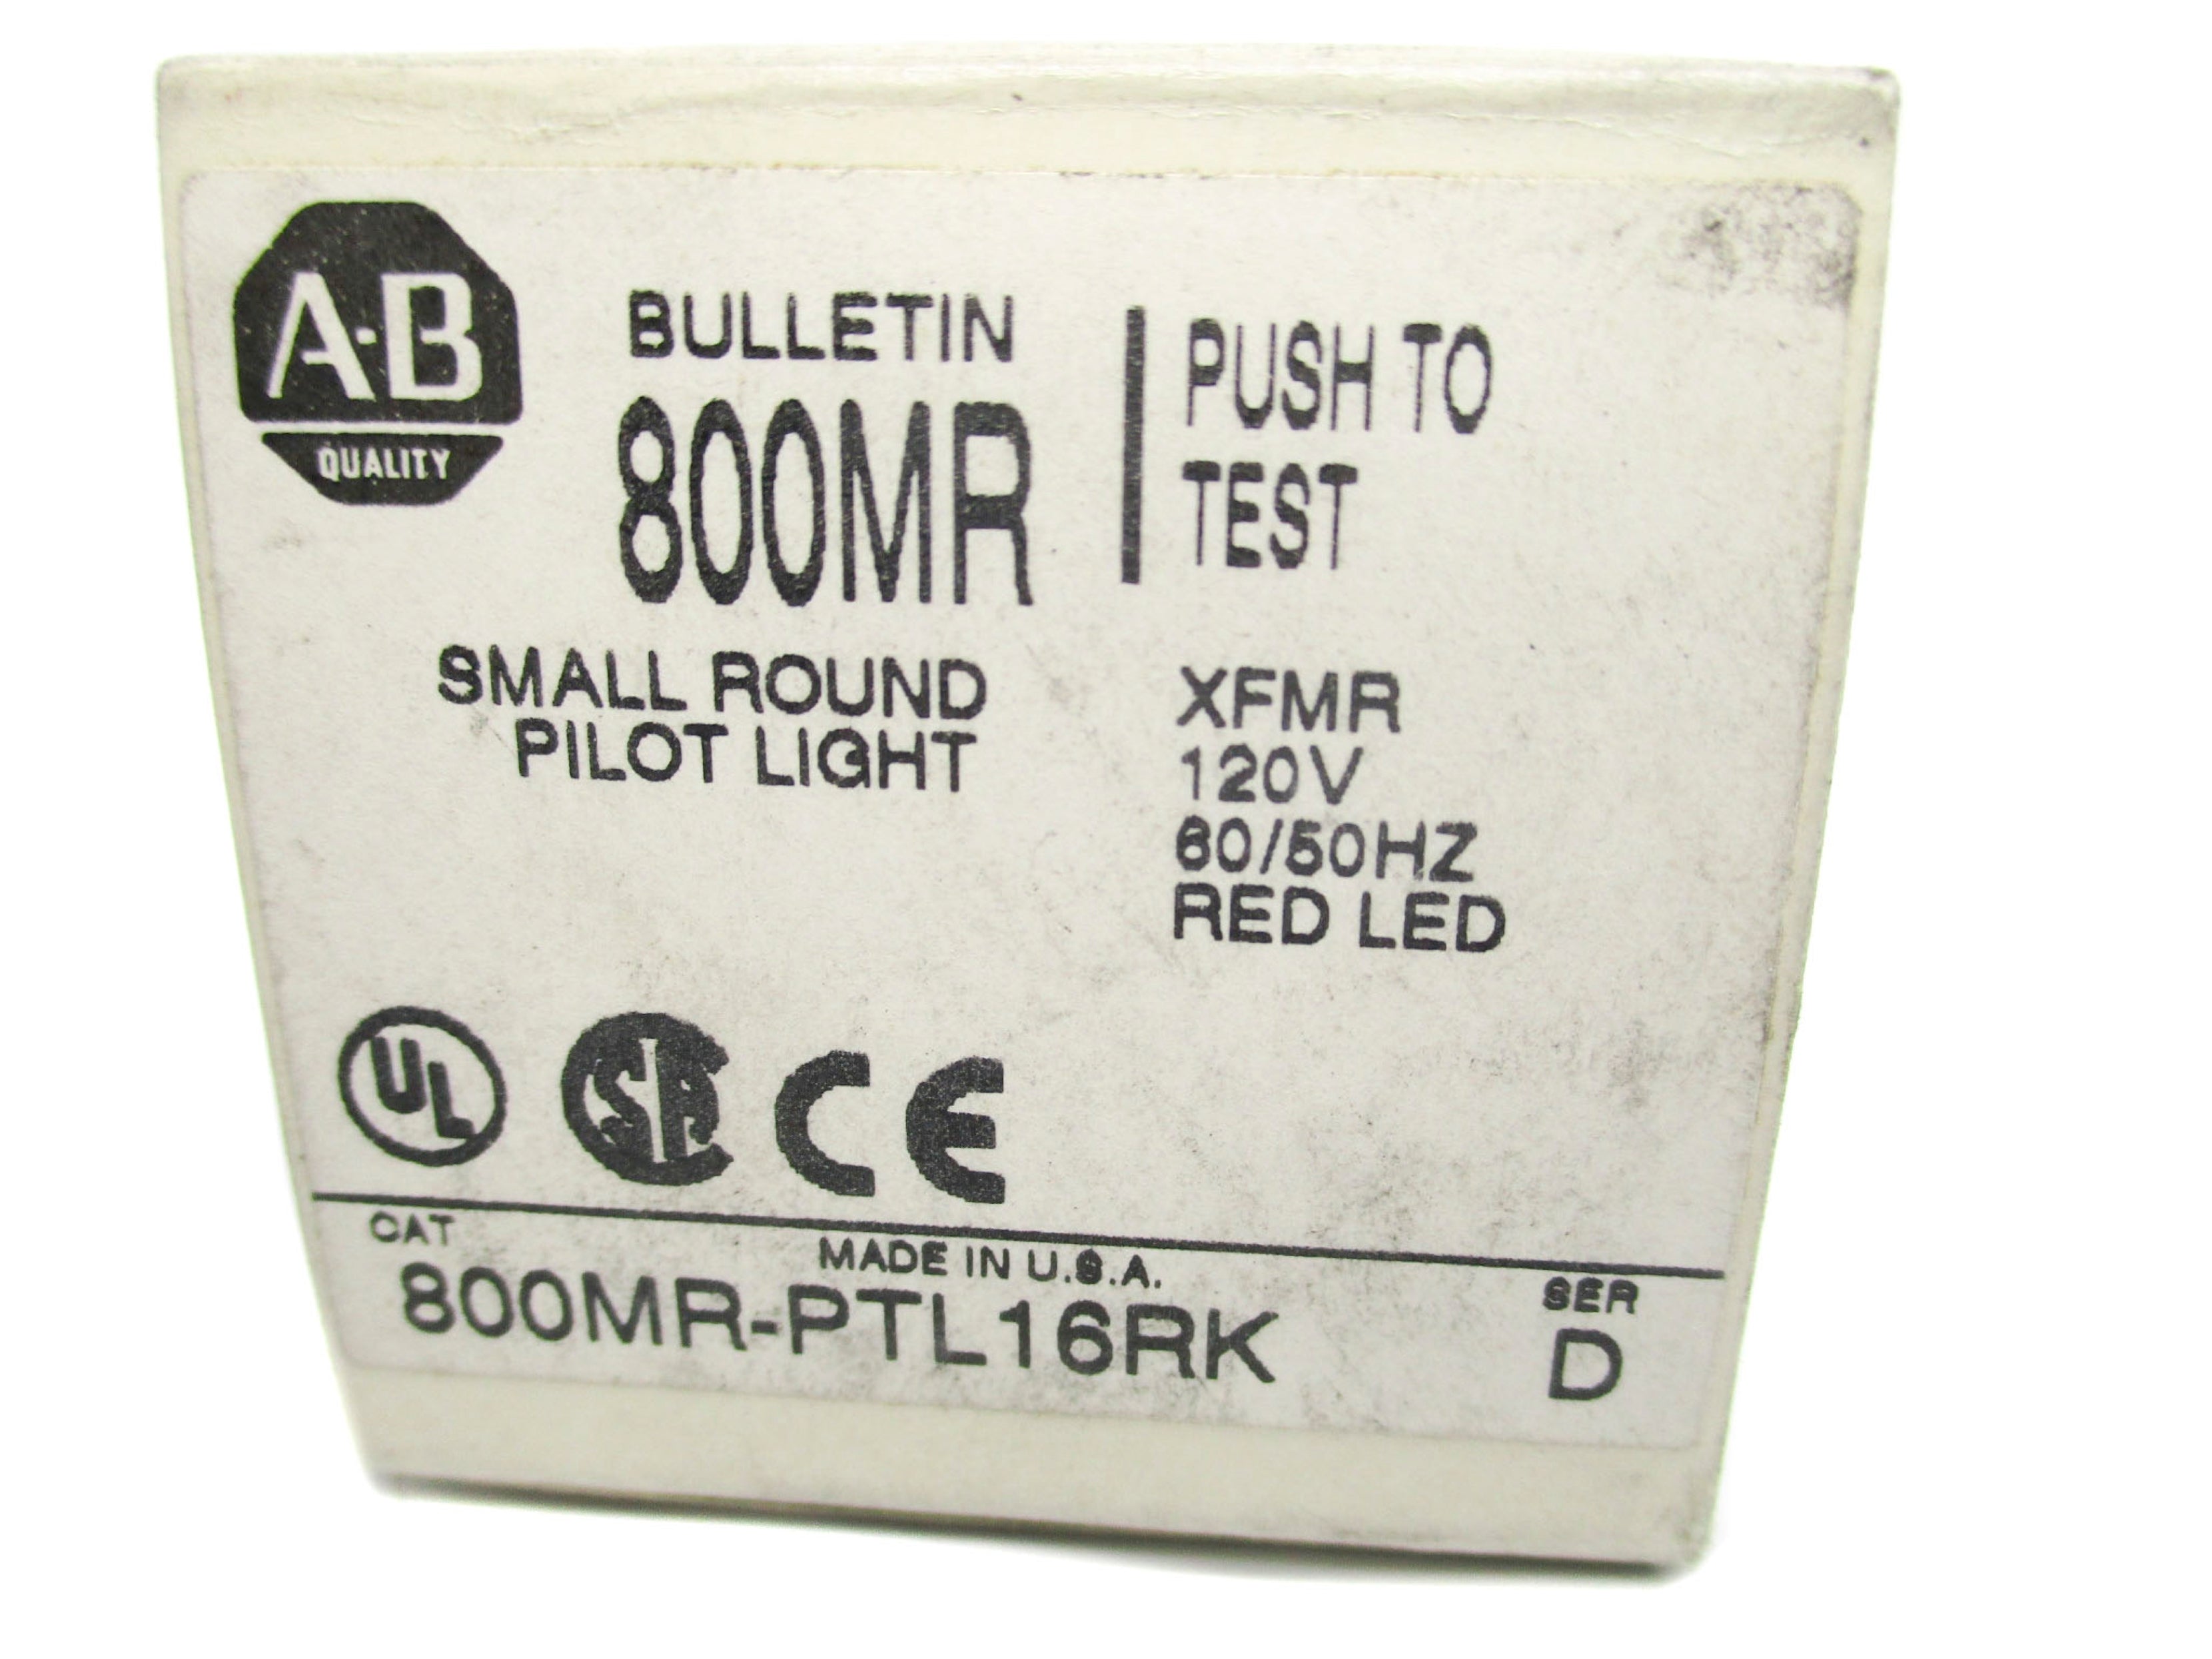 A-B
QUALITY
BULLETIN
800MR
PUSH TO
TEST
SMALL ROUND
PILOT LIGHT
XFMR
120V
60/50HZ
RED LED
UL
SA
CE
CAT
MADE IN U.S.A.
SER
800MR-PTL16RK
D